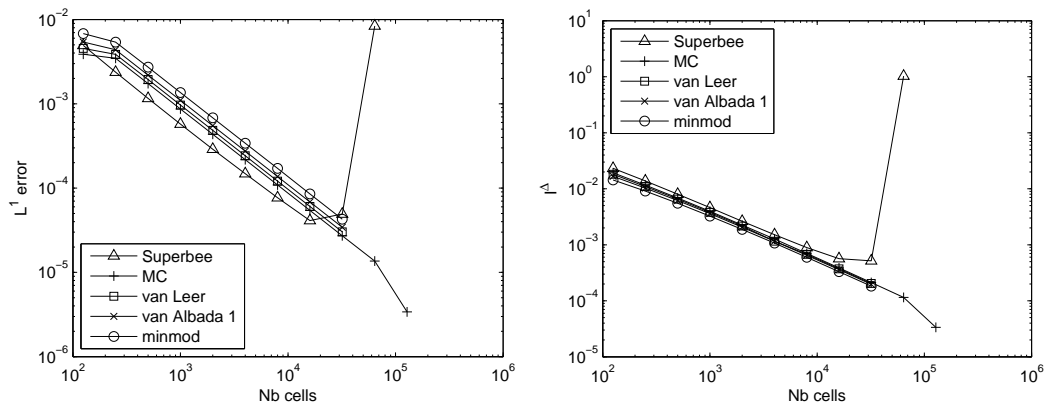 10^-2
10^-3
10^-4
10^-5
10^-6
L^1 error
Superbee
MC
van Leer
van Albada 1
minmod
10^2
10^3
10^4
10^5
10^6
Nb cells
10^1
10^0
10^-1
10^-2
10^-3
10^-4
10^-5
I^Δ
Superbee
MC
van Leer
van Albada 1
minmod
10^2
10^3
10^4
10^5
10^6
Nb cells